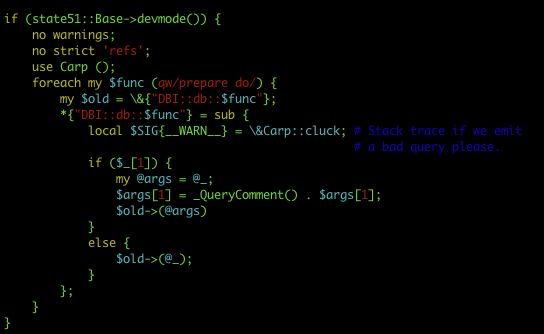 if (state51::Base->devmode()) {
    no warnings;
    no strict 'refs';
    use Carp ();
    foreach my $func (qw/prepare do/) {
        my $old = \&{"DBI::db::$func"};
        *{"DBI::db::$func"} = sub {
            local $SIG{__WARN__} = \&Carp::cluck; # Stack trace if we emit
                                                  # a bad query please.
            if ($_[1]) {
                my @args = @_;
                $args[1] = _QueryComment() . $args[1];
                $old->(@args)
            }
            else {
                $old->(@_);
            }
        };
    }
}